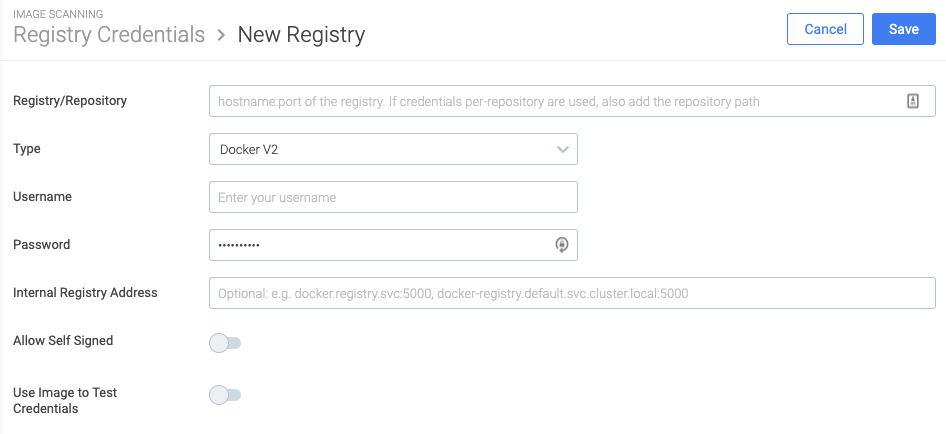 IMAGE SCANNING
Registry Credentials > New Registry
Cancel
Save
Registry/Repository
hostname:port of the registry. If credentials per-repository are used, also add the repository path
Type
Docker V2
Username
Enter your username
Password
••••••••••
Internal Registry Address
Optional: e.g. docker.registry.svc:5000, docker-registry.default.svc.cluster.local:5000
Allow Self Signed
Use Image to Test
Credentials